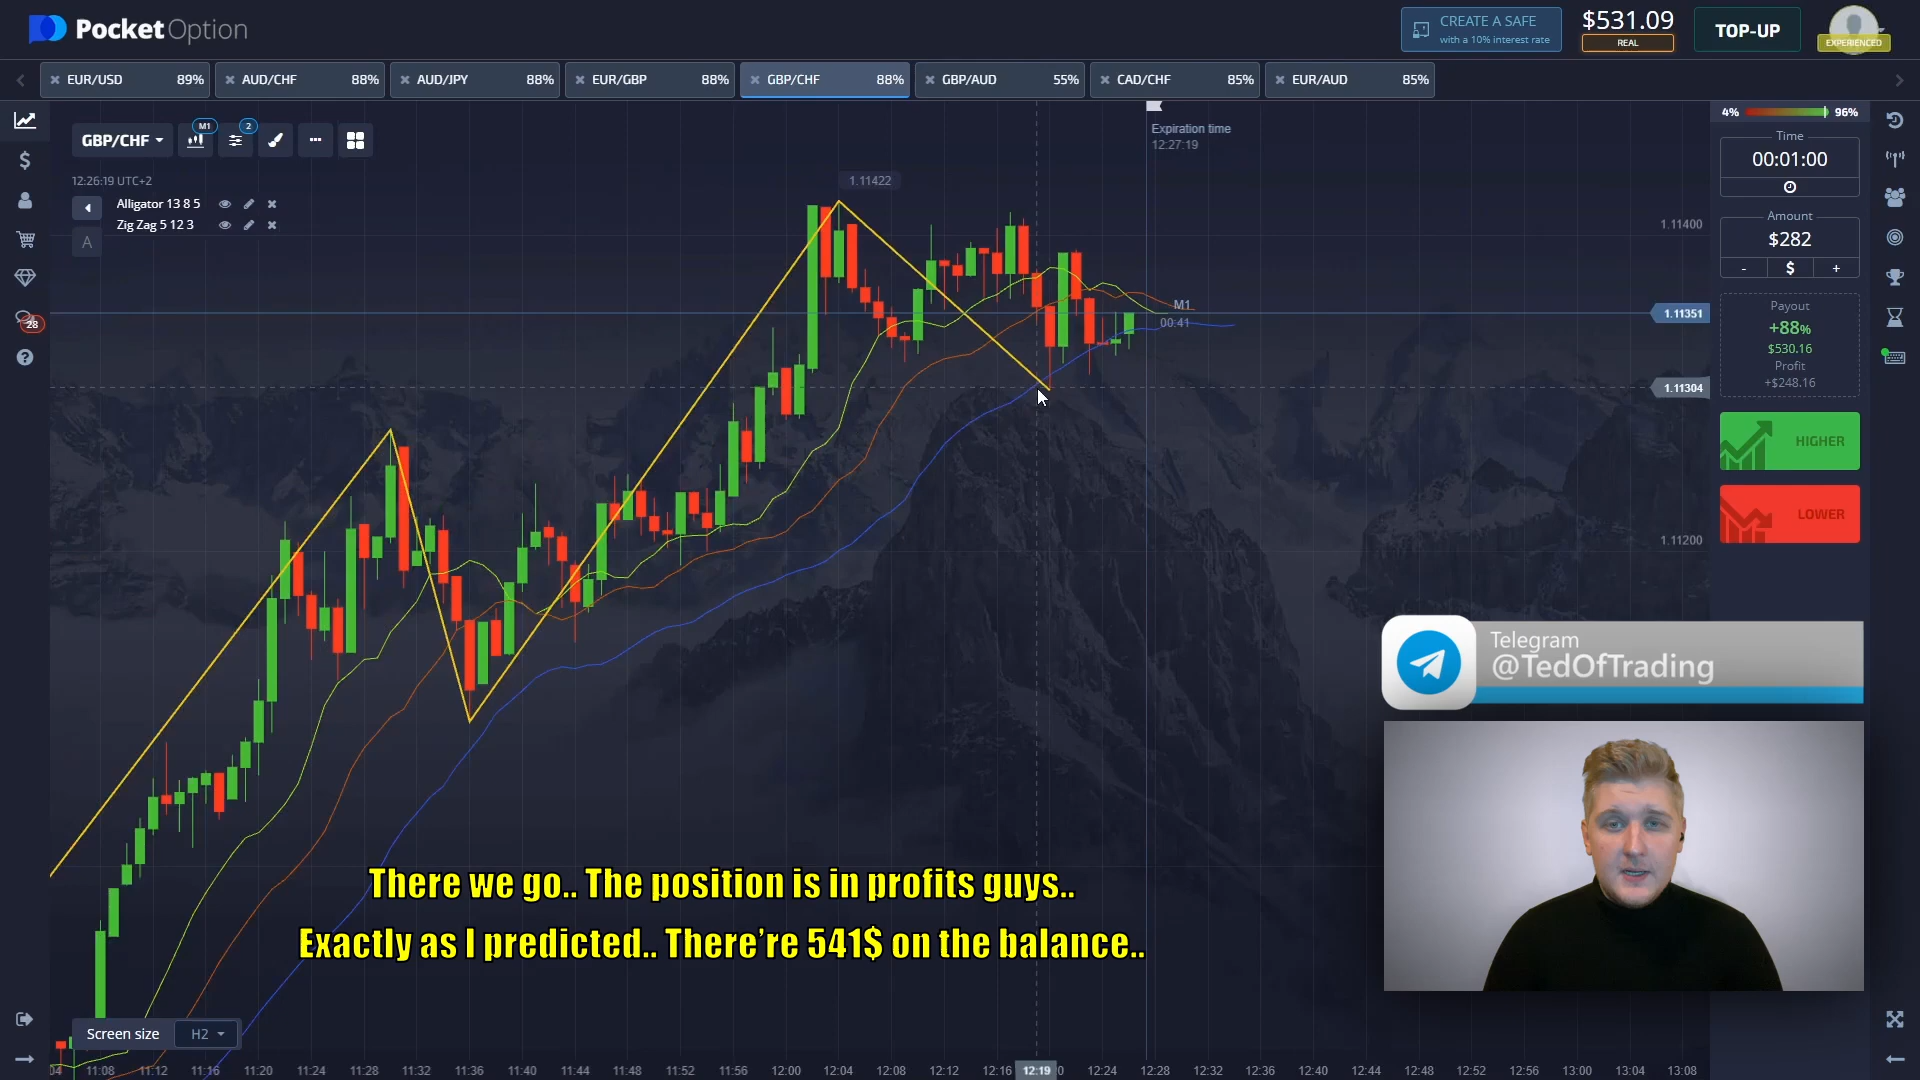 PocketOption
CREATE A SAFE
with a 10% interest rate
$531.09
REAL
TOP-UP
EXPERIENCED
EUR/USD 89%
AUD/CHF 88%
AUD/JPY 88%
EUR/GBP 88%
GBP/CHF 88%
GBP/AUD 55%
CAD/CHF 85%
EUR/AUD 85%
GBP/CHF
M1
2
12:26:19 UTC+2
Alligator 13 8 5
Zig Zag 5 12 3
A
28
1.11422
Expiration time
12:27:19
M1
00:41
1.11400
1.11351
1.11304
1.11200
4% 96%
Time
00:01:00
Amount
$282
- $ +
Payout
+88%
$530.16
Profit
+$248.16
HIGHER
LOWER
Telegram
@TedOfTrading
There we go.. The position is in profits guys..
Exactly as I predicted.. There're 541$ on the balance..
Screen size H2
04 11:08 11:12 11:16 11:20 11:24 11:28 11:32 11:36 11:40 11:44 11:48 11:52 11:56 12:00 12:04 12:08 12:12 12:16 12:19 0 12:24 12:28 12:32 12:36 12:40 12:44 12:48 12:52 12:56 13:00 13:04 13:08